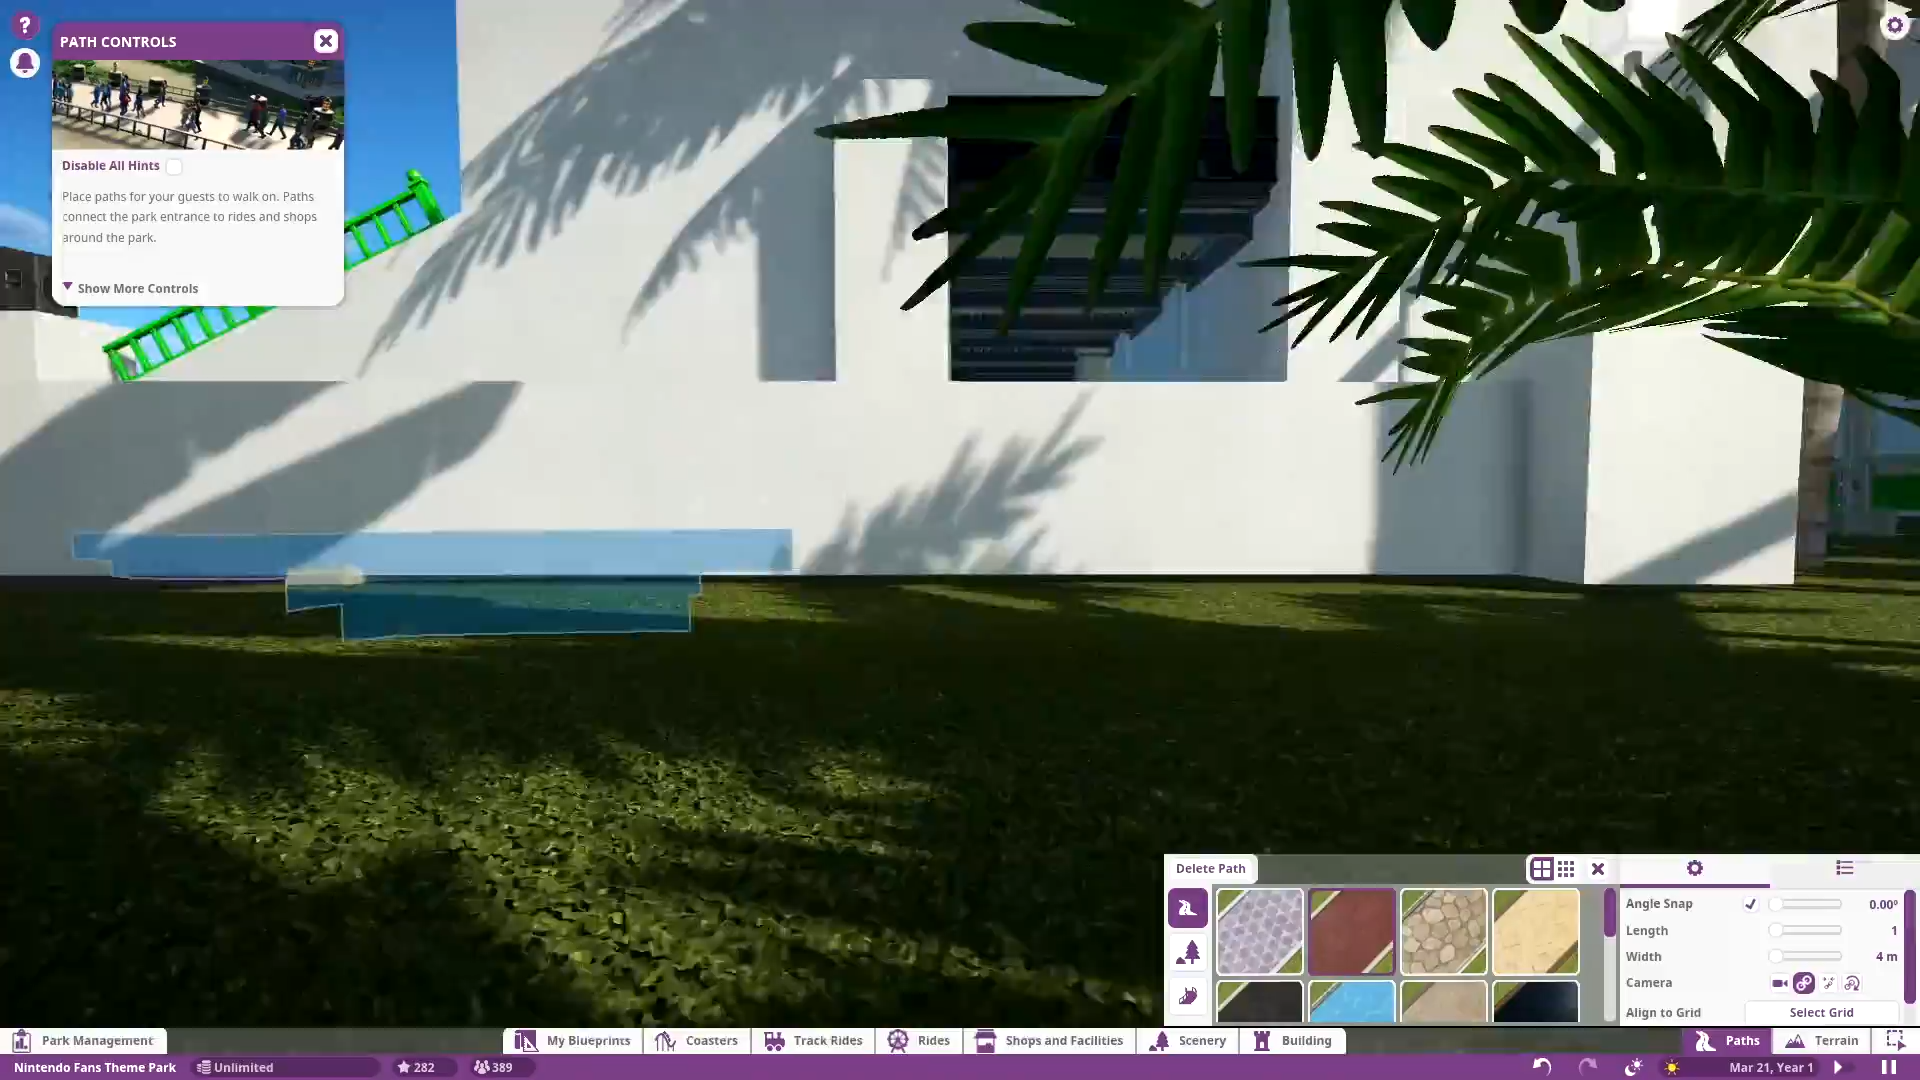 ?
PATH CONTROLS
Disable All Hints
Place paths for your guests to walk on. Paths
connect the park entrance to rides and shops
around the park.
Show More Controls
Delete Path
Angle Snap 0.00º
Length 1
Width 4 m
Camera
Align to Grid Select Grid
Park Management
My Blueprints
Coasters
Track Rides
Rides
Shops and Facilities
Scenery
Building
Paths
Terrain
Nintendo Fans Theme Park
Unlimited
282
389
Mar 21, Year 1